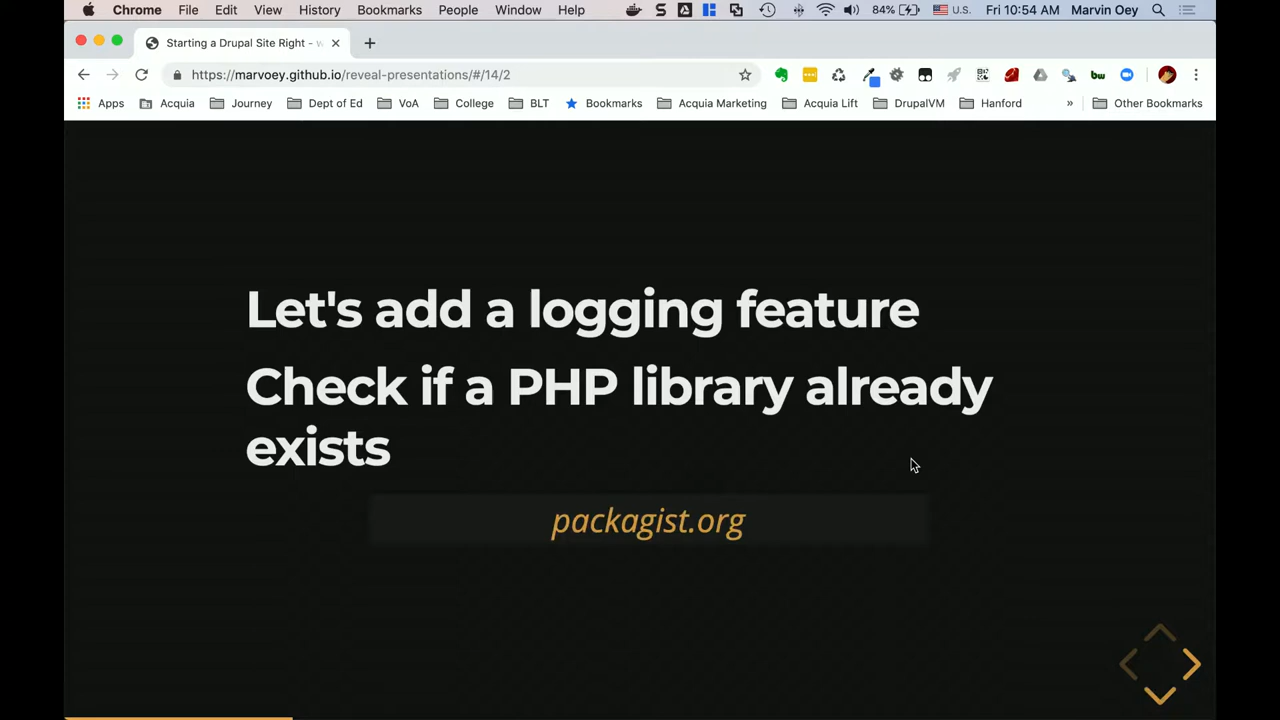 Chrome File Edit View History Bookmarks People Window Help 84% U.S. Fri 10:54 AM Marvin Oey
Starting a Drupal Site Right - w
https://marvoey.github.io/reveal-presentations/#/14/2
Apps Acquia Journey Dept of Ed VoA College BLT Bookmarks Acquia Marketing Acquia Lift DrupalVM Hanford » Other Bookmarks
Let's add a logging feature
Check if a PHP library already
exists
packagist.org